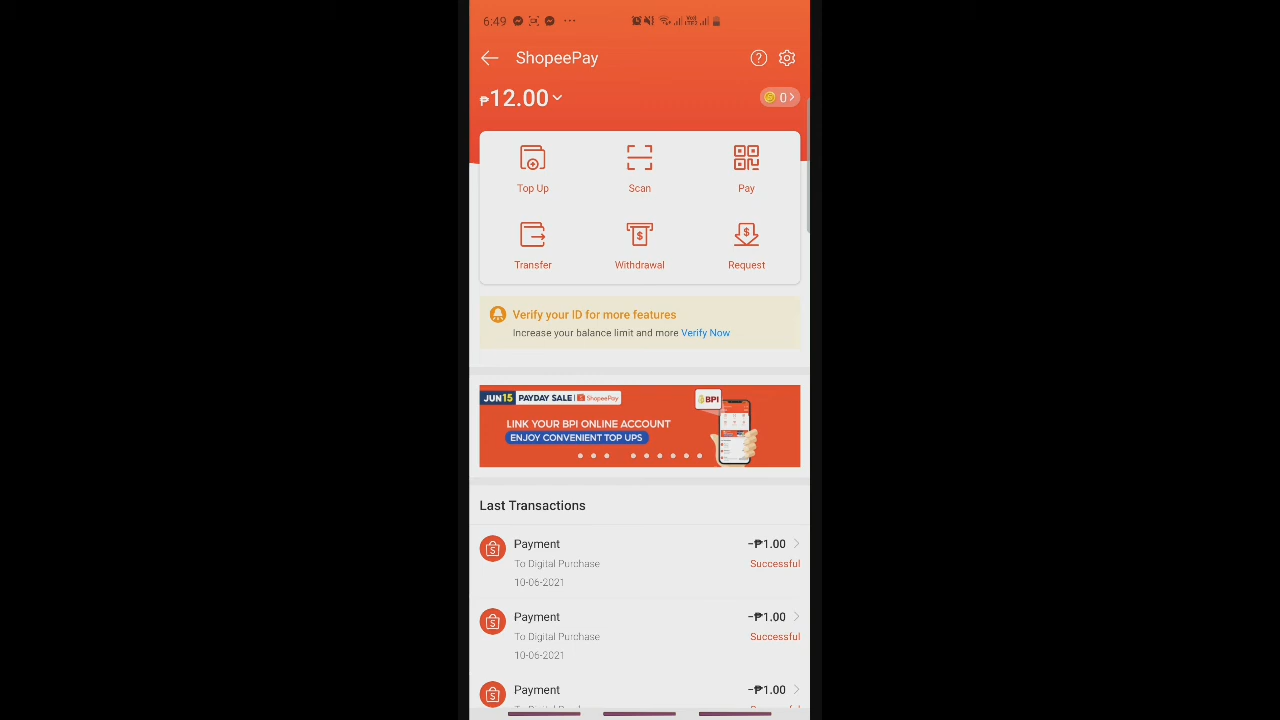 6:49
ShopeePay
₱12.00
0
Top Up
Scan
Pay
Transfer
Withdrawal
Request
Verify your ID for more features
Increase your balance limit and more Verify Now
JUN 15 PAYDAY SALE | ShopeePay
BPI
LINK YOUR BPI ONLINE ACCOUNT
ENJOY CONVENIENT TOP UPS
Last Transactions
Payment -₱1.00
To Digital Purchase Successful
10-06-2021
Payment -₱1.00
To Digital Purchase Successful
10-06-2021
Payment -₱1.00